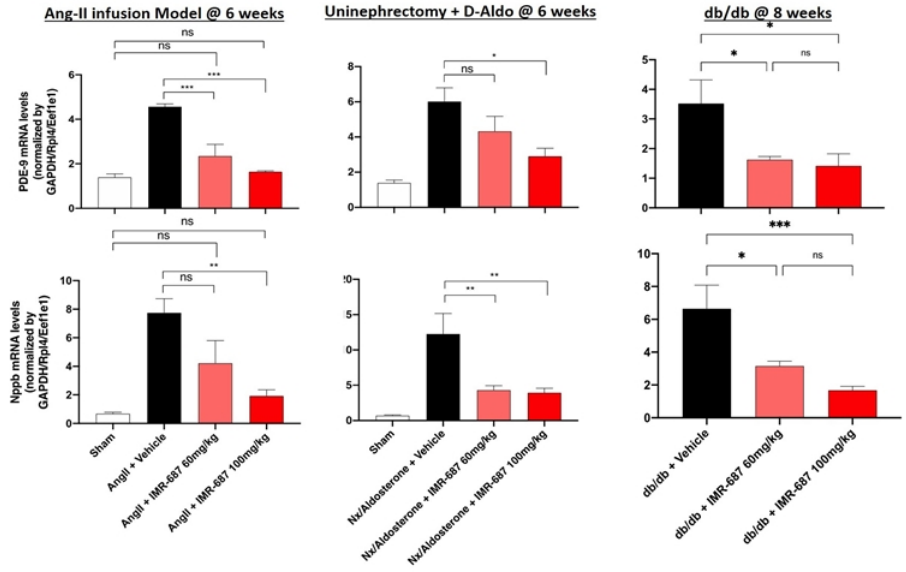 Ang-II infusion Model @ 6 weeks
Uninephrectomy + D-Aldo @ 6 weeks
db/db @ 8 weeks
PDE-9 mRNA levels
(normalized by
GAPDH/Rpl4/Eef1e1)
ns
ns
***
***
6
4
2
0
*
ns
8
6
4
2
0
*
*
ns
5
4
3
2
1
0
Nppb mRNA levels
(normalized by
GAPDH/Rpl4/Eef1e1)
ns
ns
**
ns
10
8
6
4
2
0
**
**
20
0
5
0
***
*
ns
10
8
6
4
2
0
Sham
AngII + Vehicle
AngII + IMR-687 60mg/kg
AngII + IMR-687 100mg/kg
Sham
Nx/Aldosterone + Vehicle
Nx/Aldosterone + IMR-687 60mg/kg
Nx/Aldosterone + IMR-687 100mg/kg
db/db + Vehicle
db/db + IMR-687 60mg/kg
db/db + IMR-687 100mg/kg